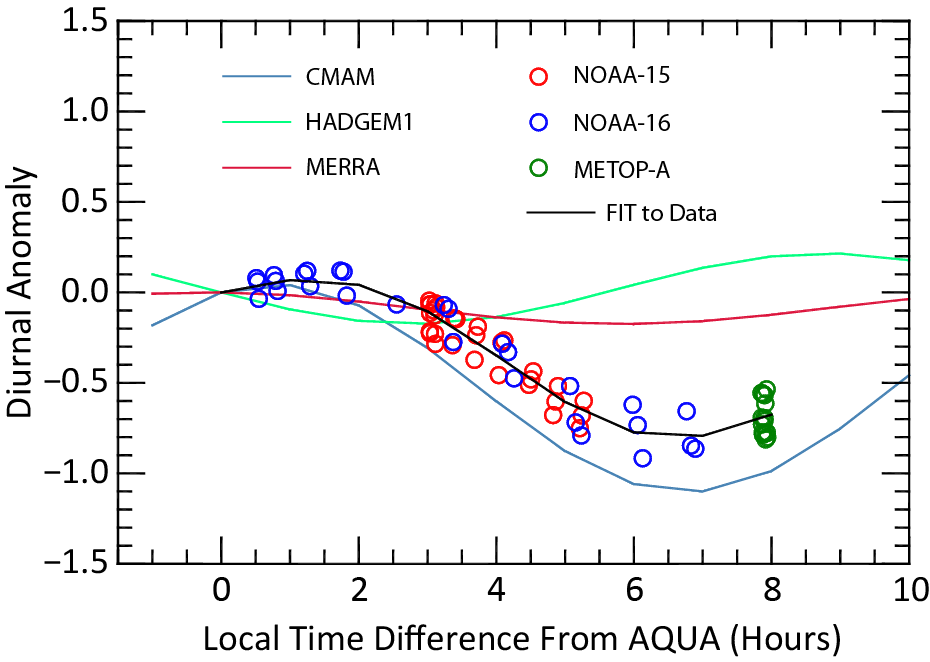 1.5
1.0
0.5
0.0
−0.5
−1.0
−1.5
Diurnal Anomaly
CMAM
HADGEM1
MERRA
NOAA-15
NOAA-16
METOP-A
FIT to Data
0 2 4 6 8 10
Local Time Difference From AQUA (Hours)